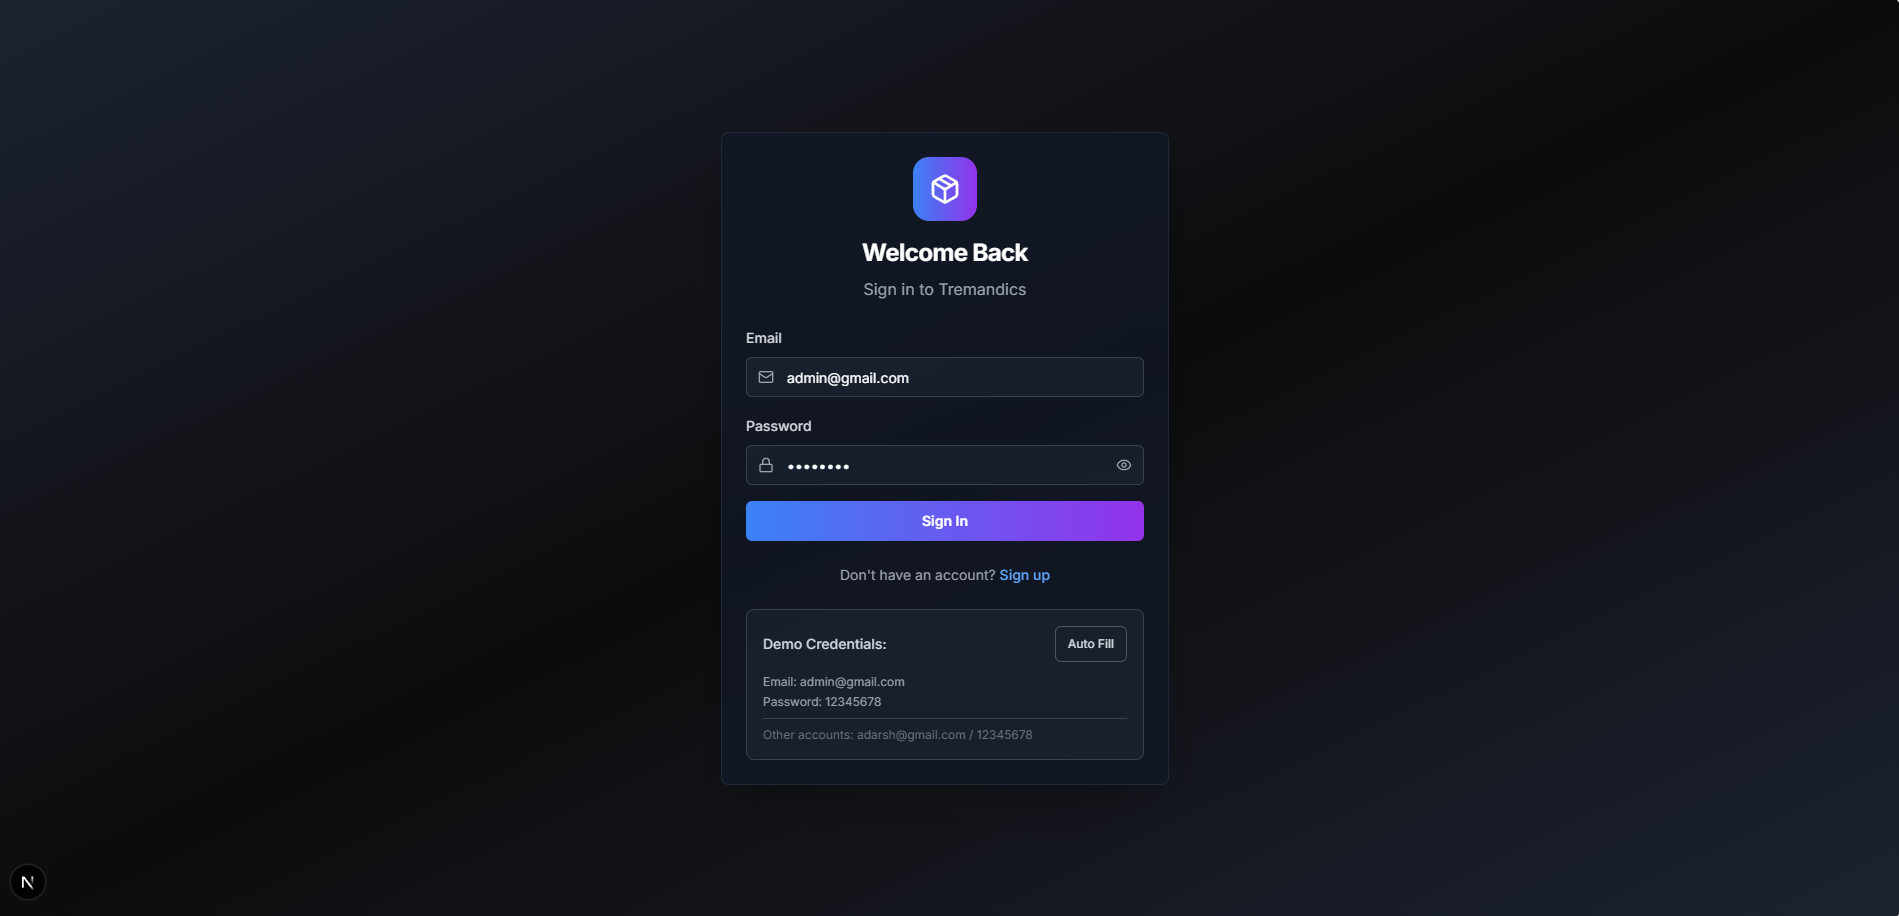 Welcome Back
Sign in to Tremandics
Email
admin@gmail.com
Password
••••••••
Sign In
Don't have an account? Sign up
Demo Credentials:
Auto Fill
Email: admin@gmail.com
Password: 12345678
Other accounts: adarsh@gmail.com / 12345678
N